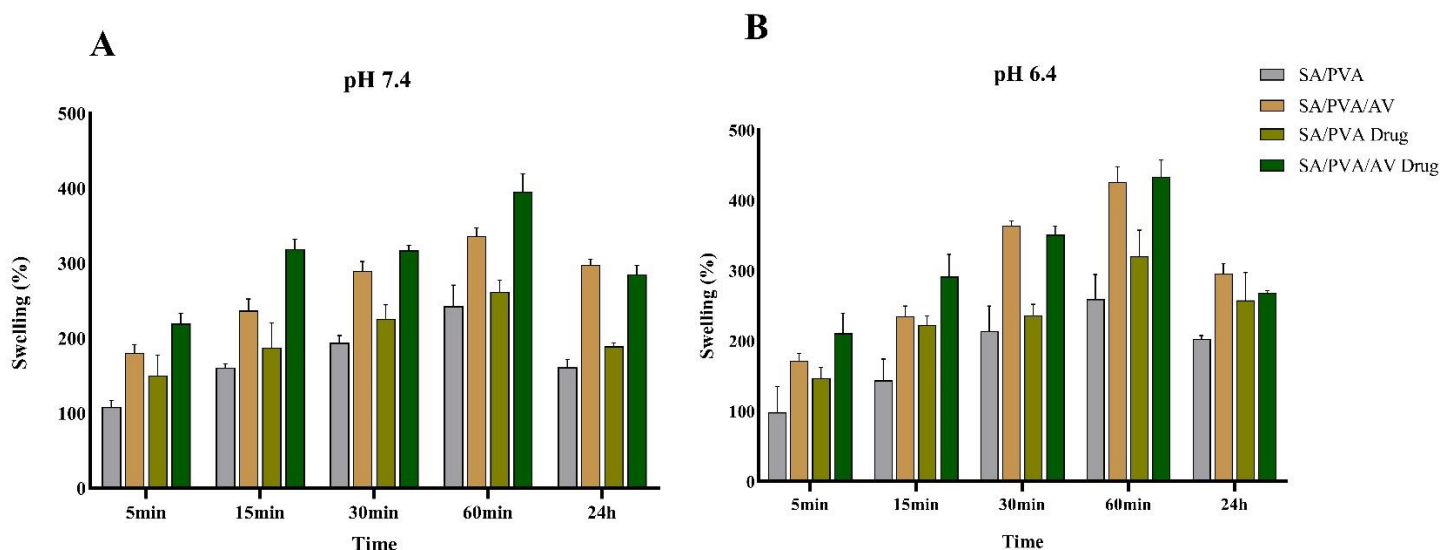 A
pH 7.4
Swelling (%)
500
400
300
200
100
0
5min 15min 30min 60min 24h
Time
B
pH 6.4
Swelling (%)
500
400
300
200
100
0
5min 15min 30min 60min 24h
Time
SA/PVA
SA/PVA/AV
SA/PVA Drug
SA/PVA/AV Drug